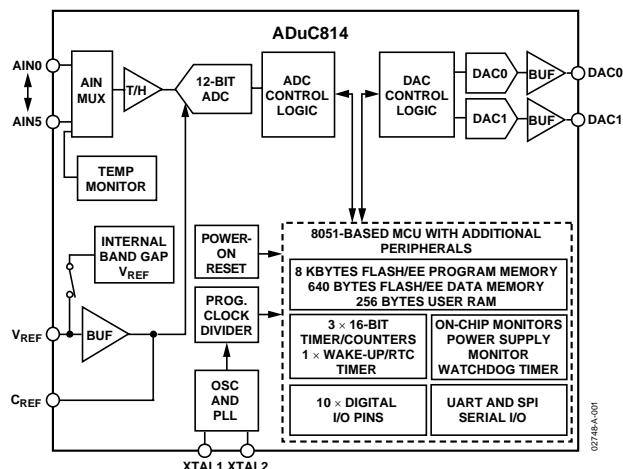 ADuC814
AIN0
AIN5
AIN
MUX
T/H
12-BIT
ADC
ADC
CONTROL
LOGIC
DAC
CONTROL
LOGIC
DAC0
BUF
DAC0
DAC1
BUF
DAC1
TEMP
MONITOR
INTERNAL
BAND GAP
VREF
POWER-
ON RESET
8051-BASED MCU WITH ADDITIONAL
PERIPHERALS
8 KBYTES FLASH/EE PROGRAM MEMORY
640 BYTES FLASH/EE DATA MEMORY
256 BYTES USER RAM
VREF
BUF
PROG.
CLOCK
DIVIDER
3 × 16-BIT
TIMER/COUNTERS
1 × WAKE-UP/RTC
TIMER
ON-CHIP MONITORS
POWER SUPPLY
MONITOR
WATCHDOG TIMER
CREF
OSC
AND
PLL
10 × DIGITAL
I/O PINS
UART AND SPI
SERIAL I/O
XTAL1 XTAL2
02748-A-001